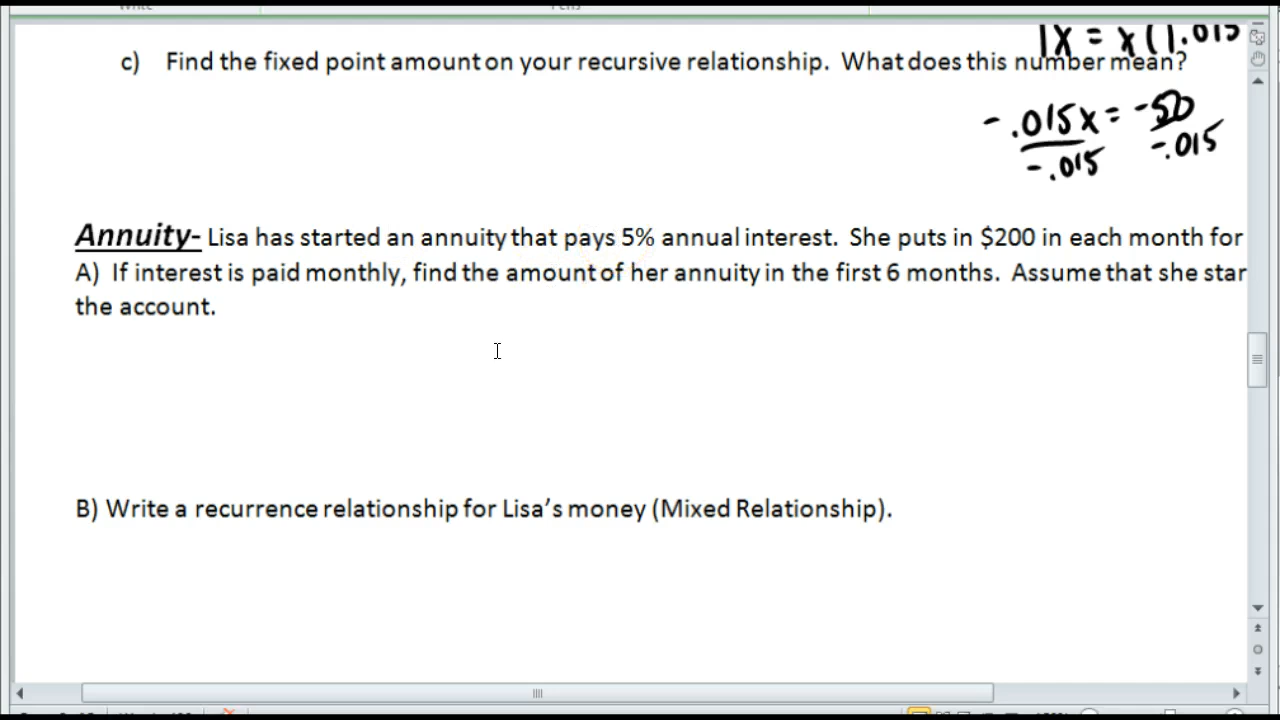 1x = x(1.015
c) Find the fixed point amount on your recursive relationship. What does this number mean?
-.015x = -50
-.015 -.015
Annuity- Lisa has started an annuity that pays 5% annual interest. She puts in $200 in each month for
A) If interest is paid monthly, find the amount of her annuity in the first 6 months. Assume that she star
the account.
B) Write a recurrence relationship for Lisa's money (Mixed Relationship).